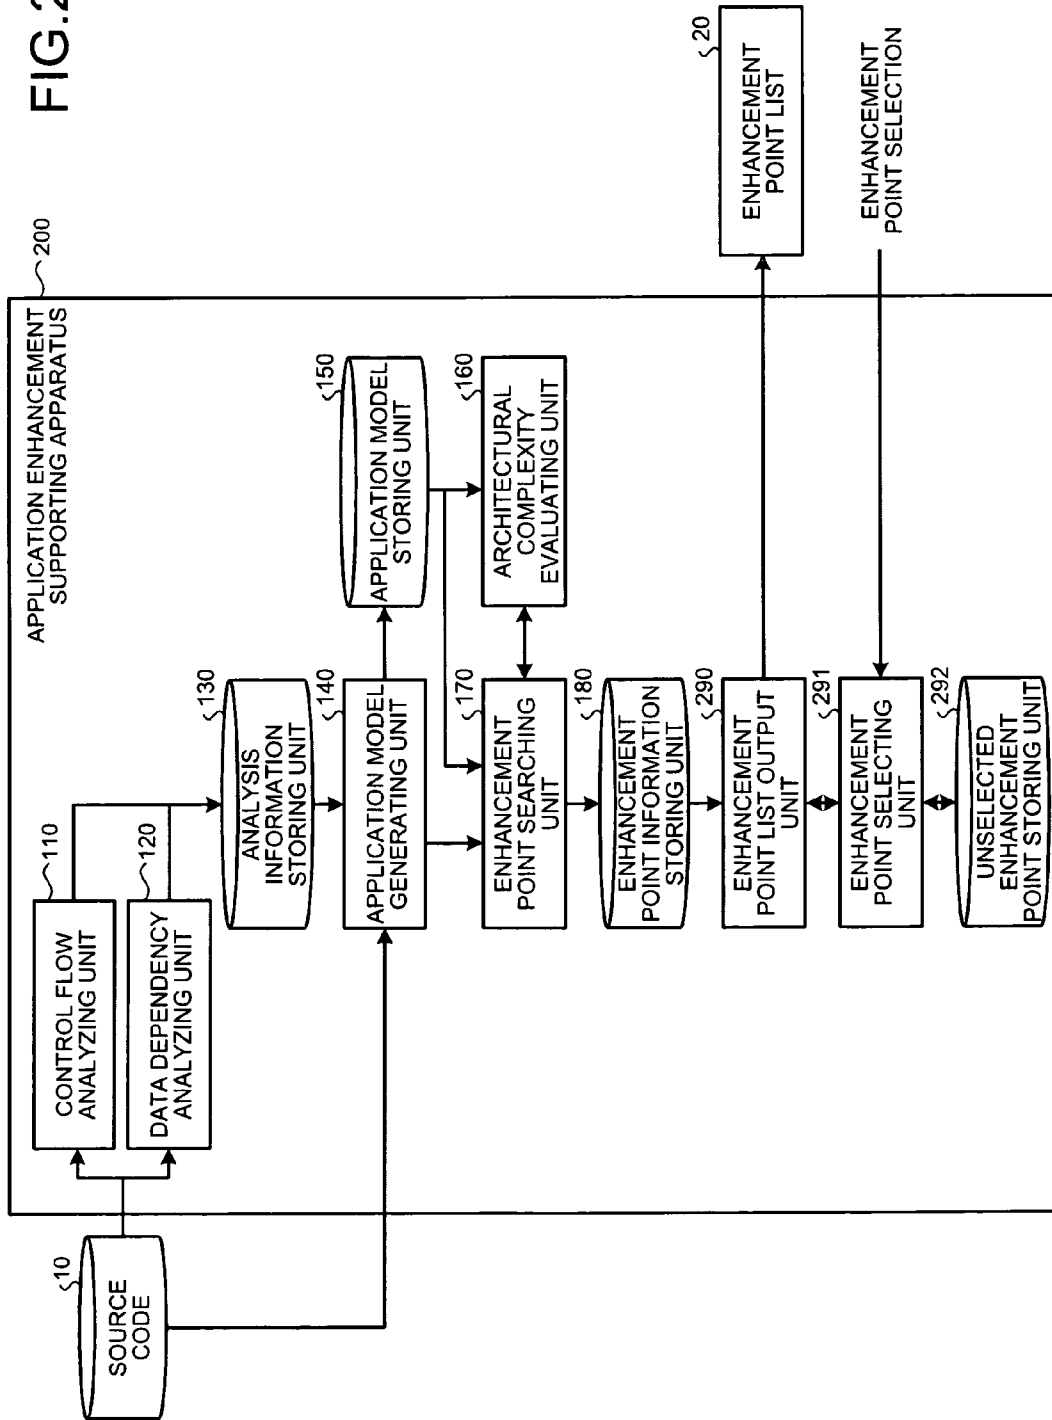 FIG.2
APPLICATION ENHANCEMENT
SUPPORTING APPARATUS
200
10
SOURCE
CODE
110
CONTROL FLOW
ANALYZING UNIT
120
DATA DEPENDENCY
ANALYZING UNIT
130
ANALYSIS
INFORMATION
STORING UNIT
140
APPLICATION MODEL
GENERATING UNIT
150
APPLICATION MODEL
STORING UNIT
160
ARCHITECTURAL
COMPLEXITY
EVALUATING UNIT
170
ENHANCEMENT
POINT SEARCHING
UNIT
180
ENHANCEMENT
POINT INFORMATION
STORING UNIT
290
ENHANCEMENT
POINT LIST OUTPUT
UNIT
20
ENHANCEMENT
POINT LIST
291
ENHANCEMENT
POINT SELECTING
UNIT
ENHANCEMENT
POINT SELECTION
292
UNSELECTED
ENHANCEMENT
POINT STORING UNIT